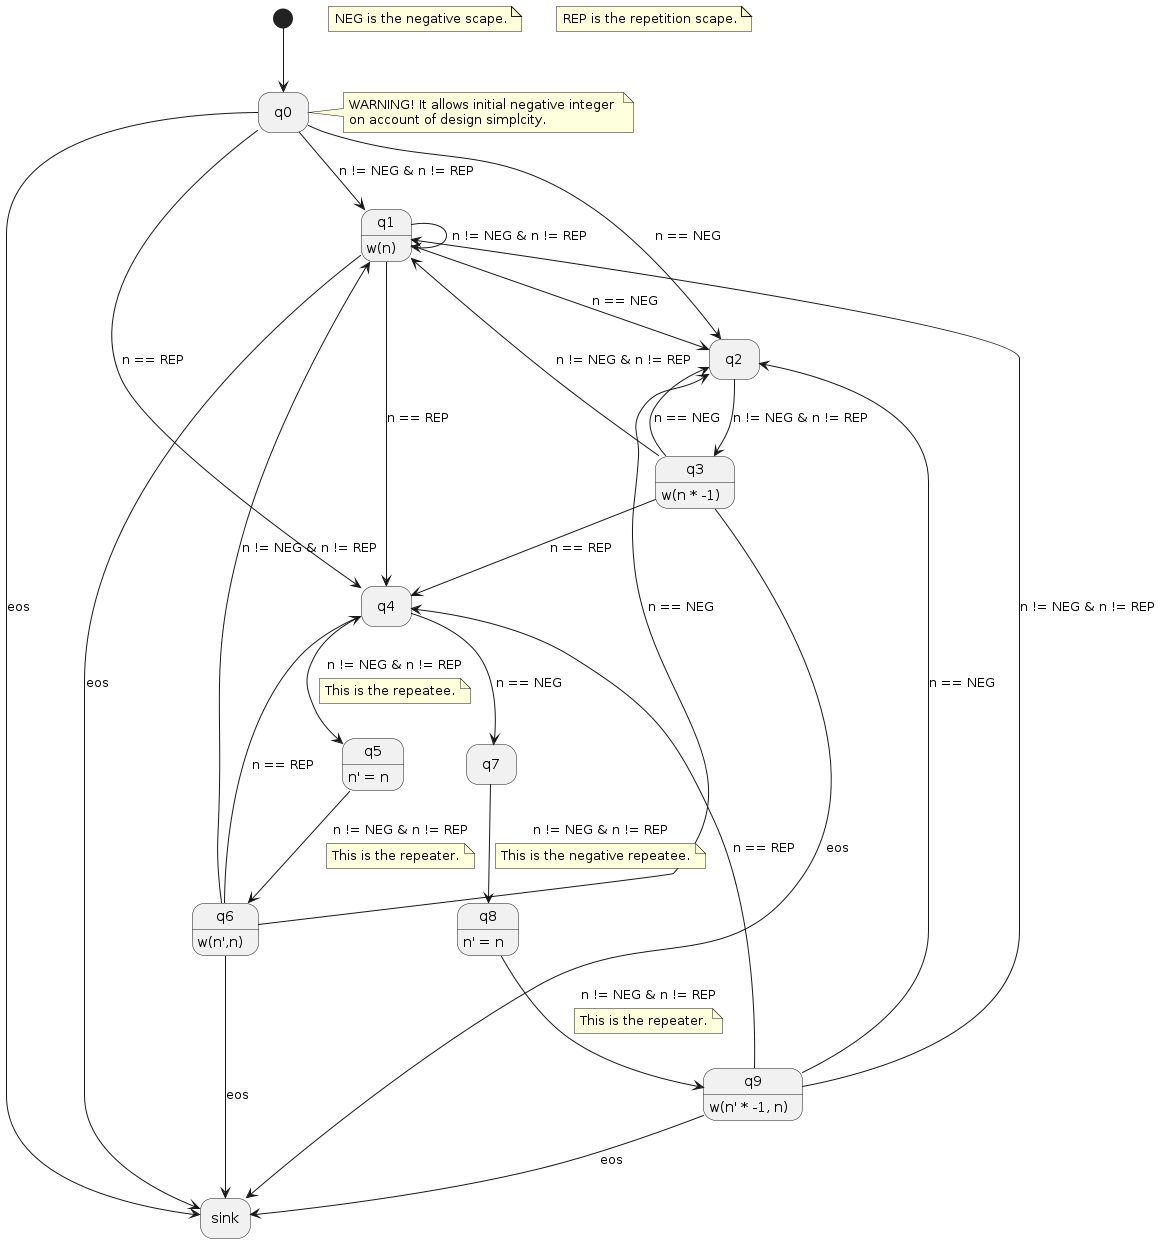 NEG is the negative scape.
REP is the repetition scape.
q0
WARNING! It allows initial negative integer
on account of design simplcity.
n != NEG & n != REP
q1
w(n)
n != NEG & n != REP
n == NEG
n == NEG
n == REP
n != NEG & n != REP
q2
n == REP
n == NEG
n != NEG & n != REP
q3
w(n * -1)
n != NEG & n != REP
n == REP
eos
q4
n == NEG
n != NEG & n != REP
n != NEG & n != REP
This is the repeatee.
eos
n == NEG
n == NEG
q5
n' = n
n == REP
q7
n != NEG & n != REP
This is the repeater.
n != NEG & n != REP
This is the negative repeatee.
n == REP
eos
q6
w(n',n)
q8
n' = n
n != NEG & n != REP
This is the repeater.
q9
w(n' * -1, n)
eos
eos
sink